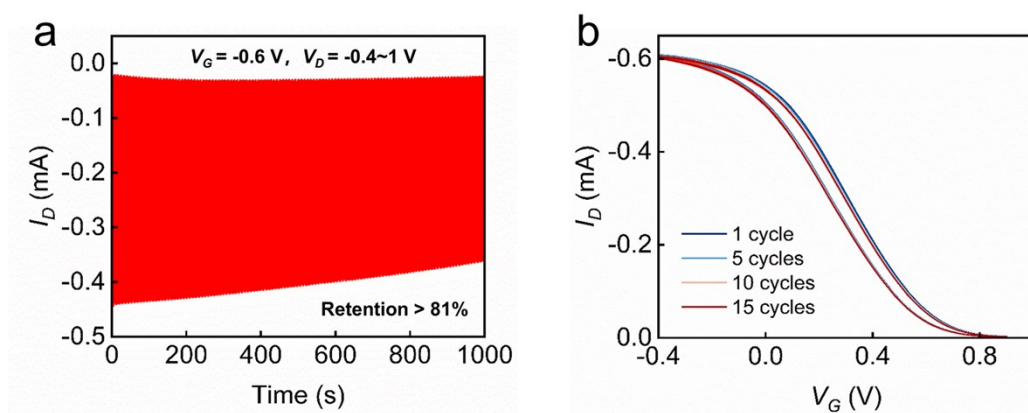 a
V_G = -0.6 V, V_D = -0.4~1 V
0.0
-0.1
-0.2
-0.3
-0.4
-0.5
I_D (mA)
Retention > 81%
0 200 400 600 800 1000
Time (s)
b
-0.6
-0.4
-0.2
0.0
I_D (mA)
1 cycle
5 cycles
10 cycles
15 cycles
-0.4 0.0 0.4 0.8
V_G (V)